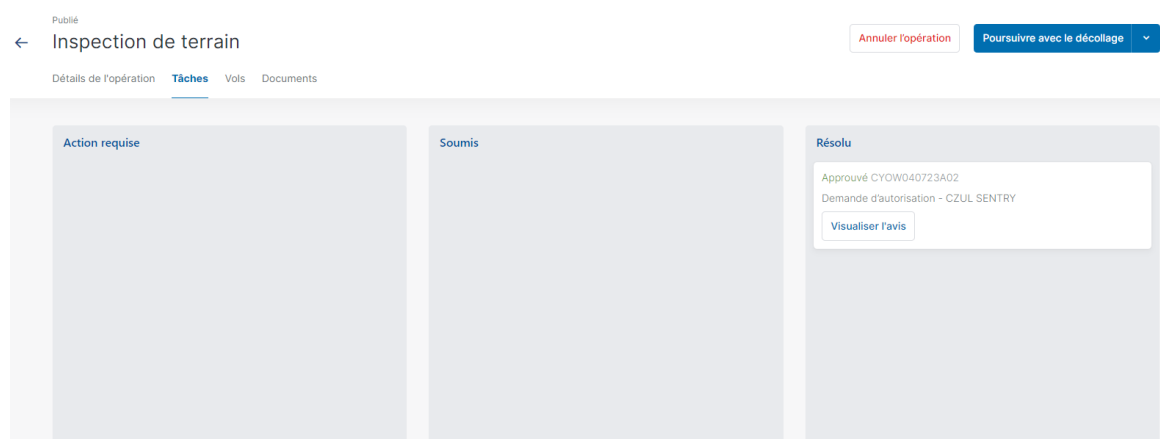 Publié
Inspection de terrain
Annuler l'opération
Poursuivre avec le décollage
Détails de l'opération Tâches Vols Documents
Action requise
Soumis
Résolu
Approuvé CYOW040723A02
Demande d'autorisation - CZUL SENTRY
Visualiser l'avis